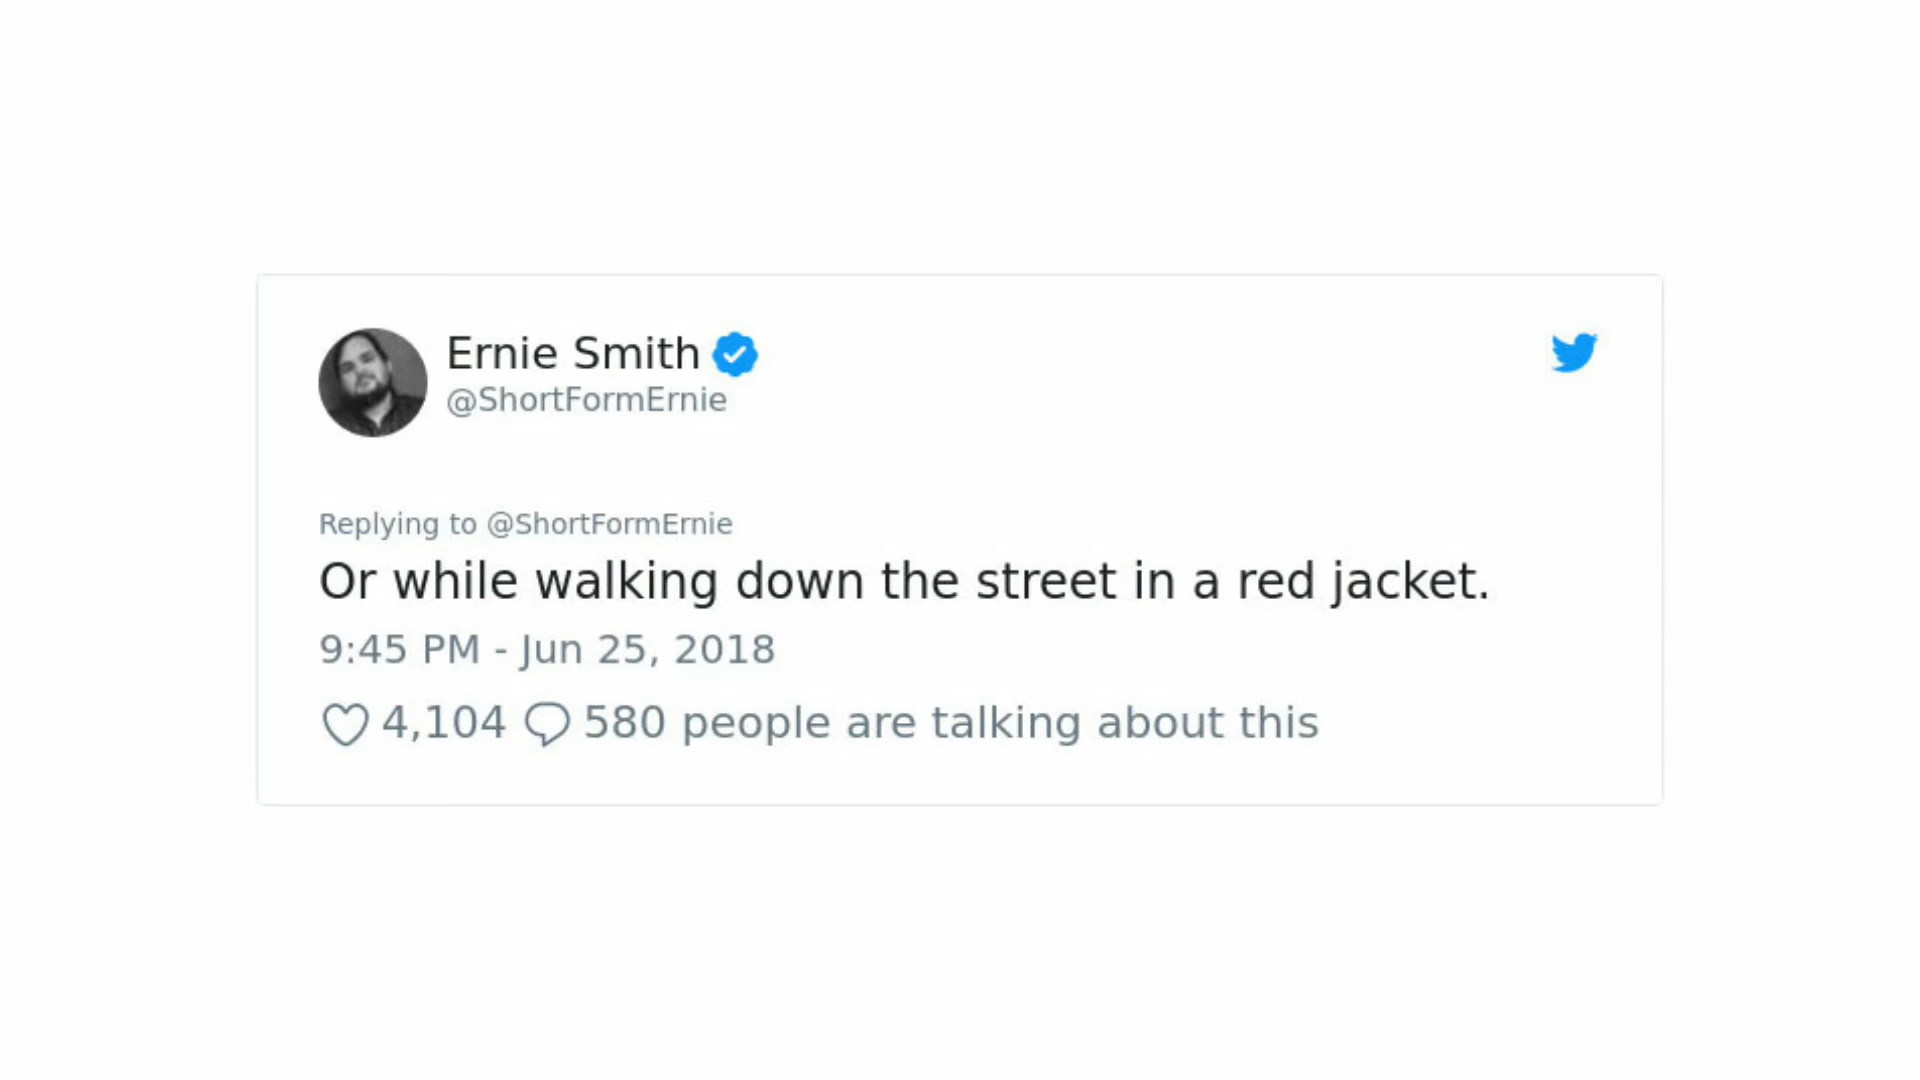 Ernie Smith
@ShortFormErnie
Replying to @ShortFormErnie
Or while walking down the street in a red jacket.
9:45 PM - Jun 25, 2018
4,104 580 people are talking about this